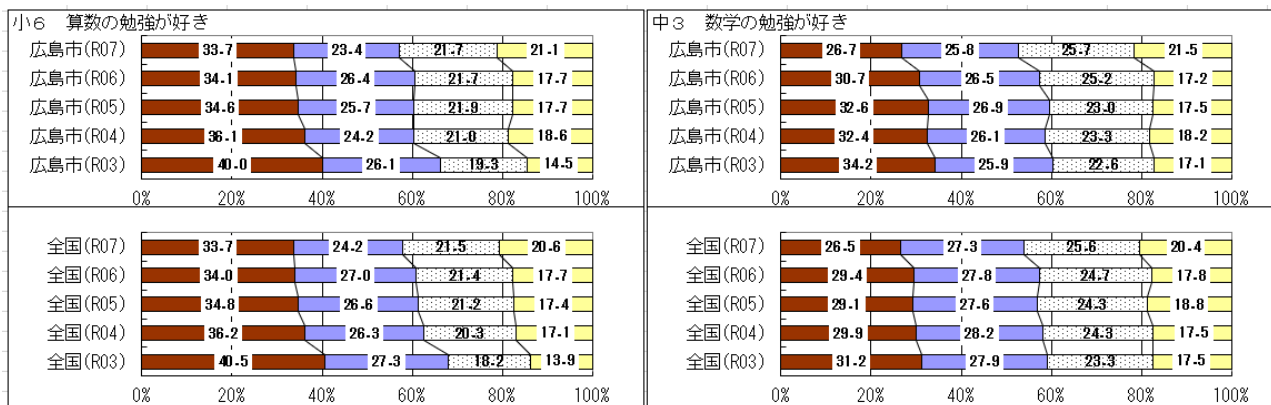 小6 算数の勉強が好き
広島市(R07) 33.7 23.4 21.7 21.1
広島市(R06) 34.1 26.4 21.7 17.7
広島市(R05) 34.6 25.7 21.9 17.7
広島市(R04) 36.1 24.2 21.0 18.6
広島市(R03) 40.0 26.1 19.3 14.5
0% 20% 40% 60% 80% 100%
全国(R07) 33.7 24.2 21.5 20.6
全国(R06) 34.0 27.0 21.4 17.7
全国(R05) 34.8 26.6 21.2 17.4
全国(R04) 36.2 26.3 20.3 17.1
全国(R03) 40.5 27.3 18.2 13.9
0% 20% 40% 60% 80% 100%
中3 数学の勉強が好き
広島市(R07) 26.7 25.8 25.7 21.5
広島市(R06) 30.7 26.5 25.2 17.2
広島市(R05) 32.6 26.9 23.0 17.5
広島市(R04) 32.4 26.1 23.3 18.2
広島市(R03) 34.2 25.9 22.6 17.1
0% 20% 40% 60% 80% 100%
全国(R07) 26.5 27.3 25.6 20.4
全国(R06) 29.4 27.8 24.7 17.8
全国(R05) 29.1 27.6 24.3 18.8
全国(R04) 29.9 28.2 24.3 17.5
全国(R03) 31.2 27.9 23.3 17.5
0% 20% 40% 60% 80% 100%